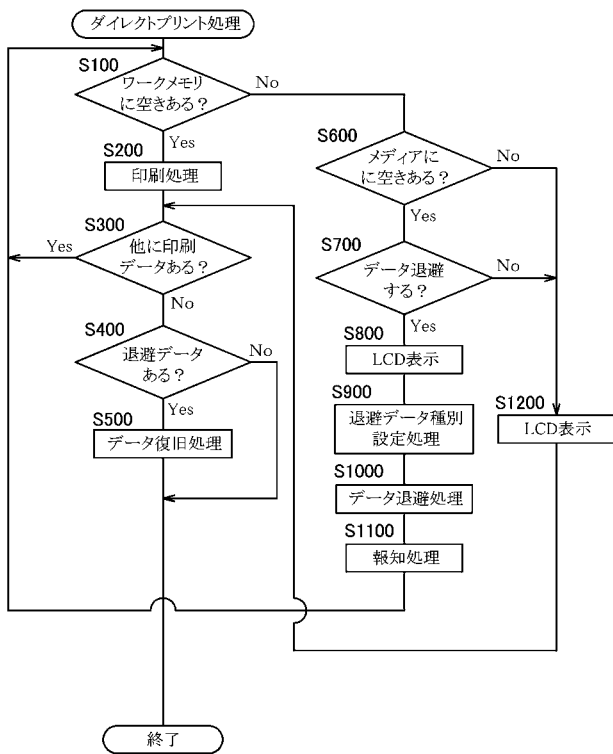 ダイレクトプリント処理
S100
ワークメモリ
に空きある？
No
Yes
S200
印刷処理
S300
他に印刷
データある？
Yes
No
S400
退避データ
ある？
No
Yes
S500
データ復旧処理
S600
メディアに
に空きある？
No
Yes
S700
データ退避
する？
No
Yes
S800
LCD表示
S900
退避データ種別
設定処理
S1000
データ退避処理
S1100
報知処理
S1200
LCD表示
終了